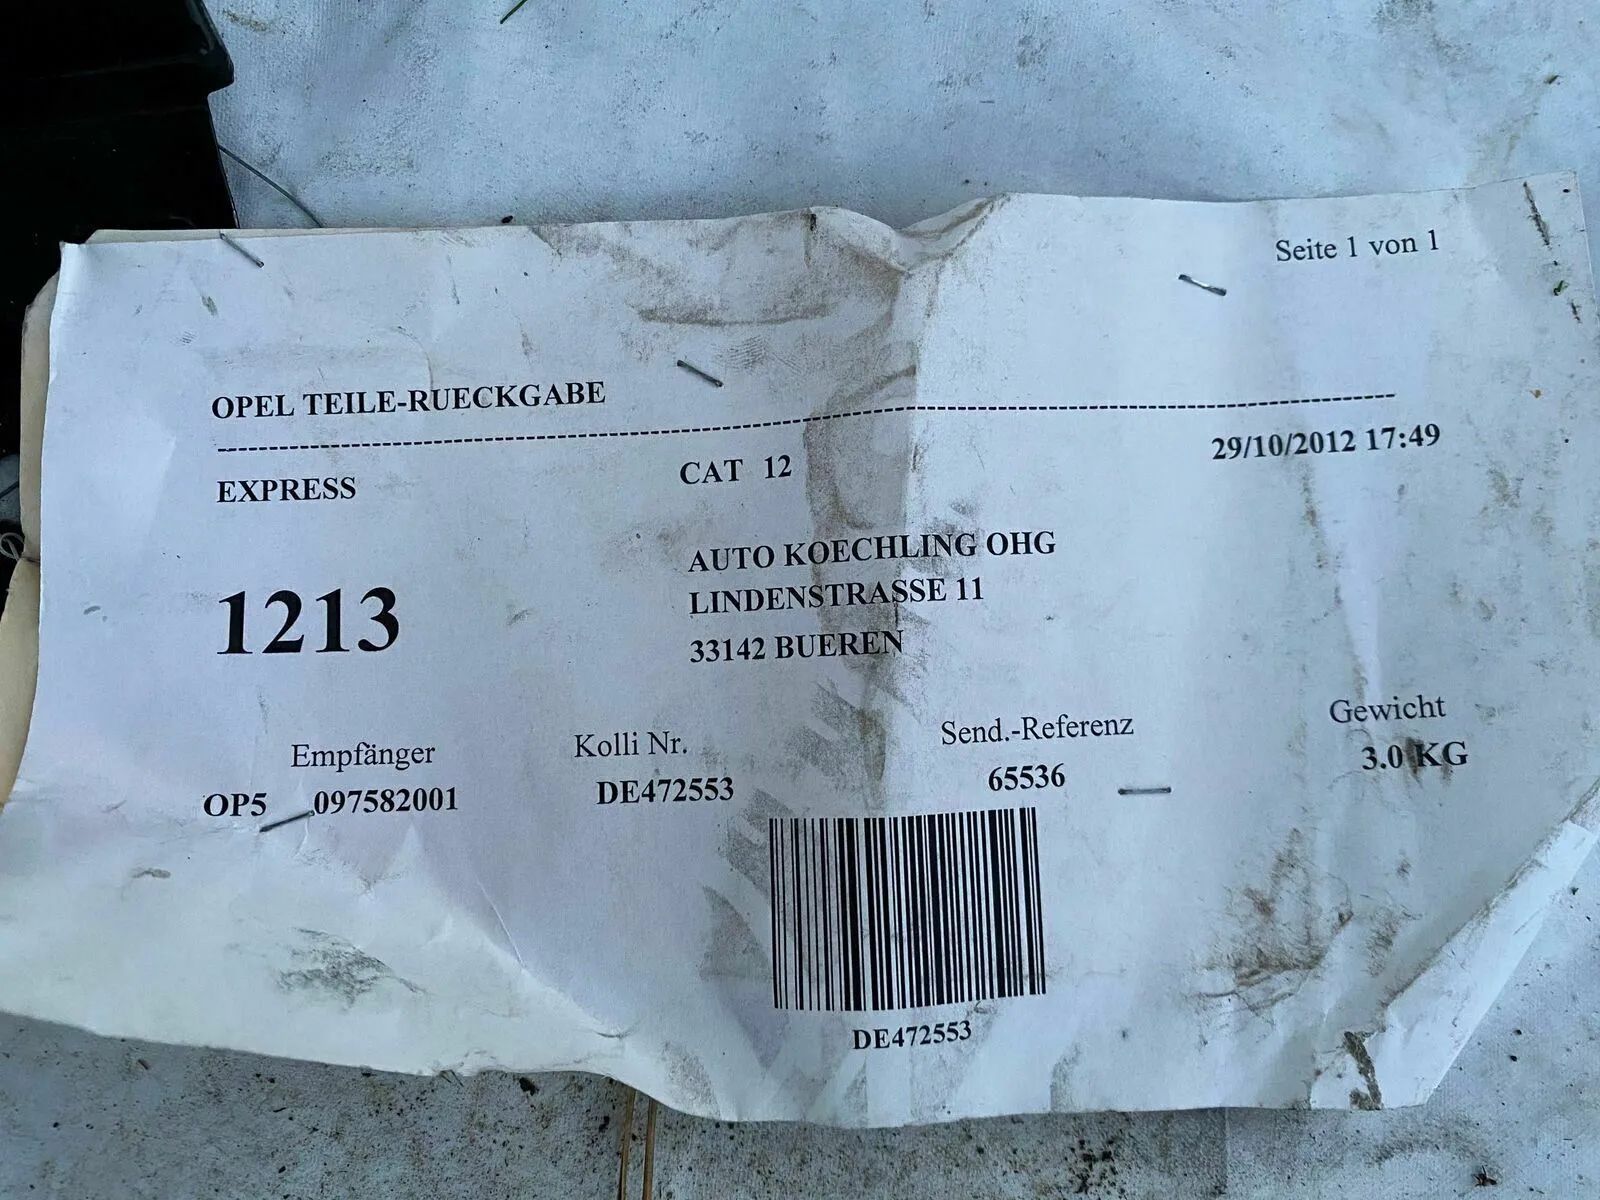 Seite 1 von 1
OPEL TEILE-RUECKGABE
EXPRESS CAT 12 29/10/2012 17:49
1213
AUTO KOECHLING OHG
LINDENSTRASSE 11
33142 BUEREN
Empfänger Kolli Nr. Send.-Referenz Gewicht
OP5 097582001 DE472553 65536 3.0 KG
DE472553